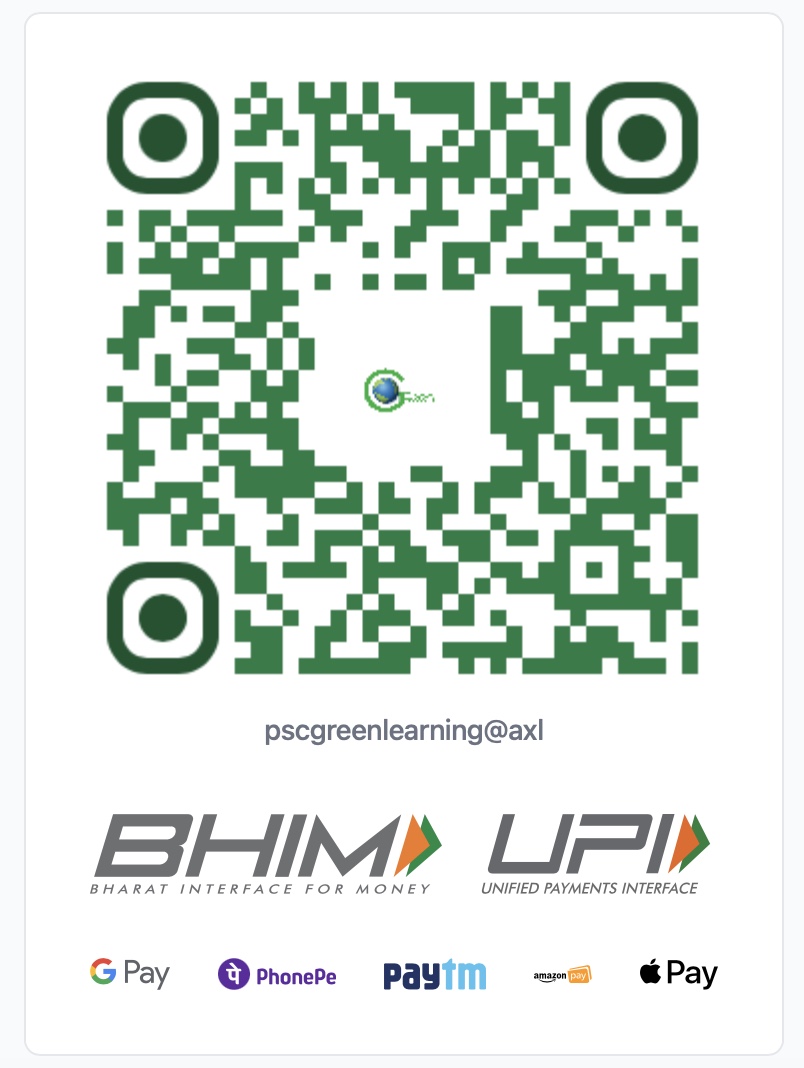 pscgreenlearning@axl
BHIM UPI
BHARAT INTERFACE FOR MONEY UNIFIED PAYMENTS INTERFACE
G Pay पे PhonePe paytm amazon pay Pay